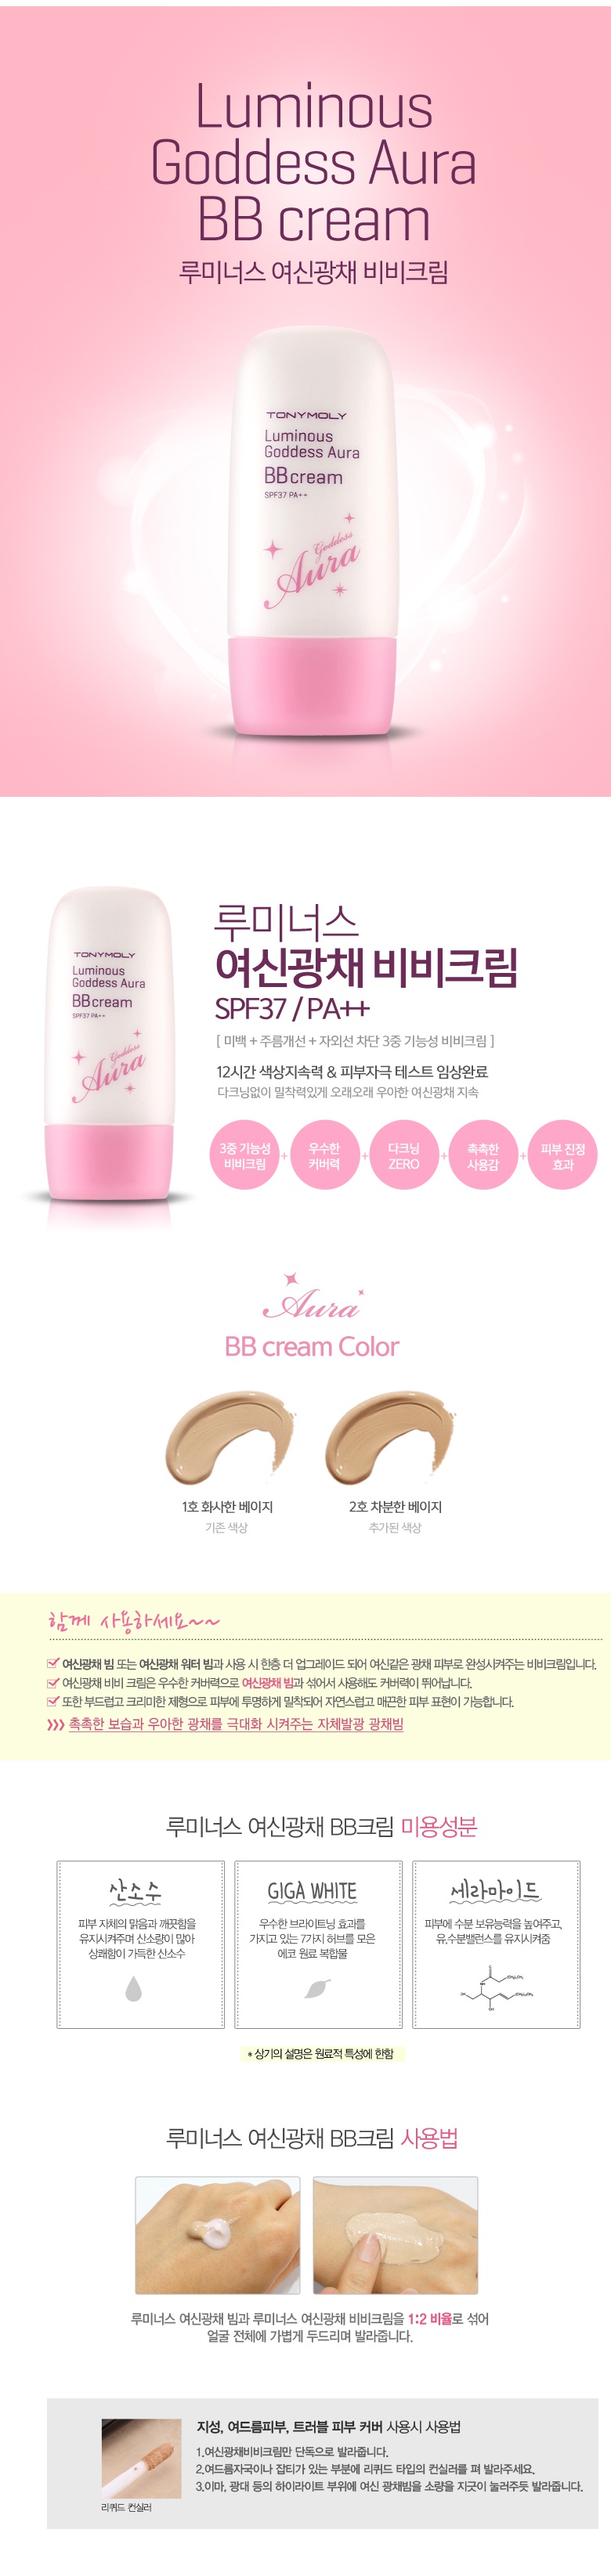 Luminous
Goddess Aura
BB cream
루미너스 여신광채 비비크림
TONYMOLY
Luminous
Goddess Aura
BB cream
SPF37 PA++
Goddess
Aura
TONYMOLY
Luminous
Goddess Aura
BB cream
SPF37 PA++
Goddess
Aura
루미너스
여신광채 비비크림
SPF37 / PA++
[ 미백 + 주름개선 + 자외선 차단 3중 기능성 비비크림 ]
12시간 색상지속력 & 피부자극 테스트 임상완료
다크닝없이 밀착력있게 오래오래 우아한 여신광채 지속
3중 기능성
비비크림
+
우수한
커버력
+
다크닝
ZERO
+
촉촉한
사용감
+
피부 진정
효과
Aura
BB cream Color
1호 화사한 베이지
기존 색상
2호 차분한 베이지
추가된 색상
함께 사용하세요~~
여신광채 빔 또는 여신광채 워터 빔과 사용 시 한층 더 업그레이드 되어 여신같은 광채 피부로 완성시켜주는 비비크림입니다.
여신광채 비비 크림은 우수한 커버력으로 여신광채 빔과 섞어서 사용해도 커버력이 뛰어납니다.
또한 부드럽고 크리미한 제형으로 피부에 투명하게 밀착되어 자연스럽고 매끈한 피부 표현이 가능합니다.
촉촉한 보습과 우아한 광채를 극대화 시켜주는 자체발광 광채빔
루미너스 여신광채 BB크림 미용성분
산소수
피부 자체의 맑음과 깨끗함을
유지시켜주며 산소량이 많아
상쾌함이 가득한 산소수
GIGA WHITE
우수한 브라이트닝 효과를
가지고 있는 7가지 허브를 모은
에코 원료 복합물
세라마이드
피부에 수분 보유능력을 높여주고,
유,수분밸런스를 유지시켜줌
* 상기의 설명은 원료적 특성에 한함
루미너스 여신광채 BB크림 사용법
루미너스 여신광채 빔과 루미너스 여신광채 비비크림을 1:2 비율로 섞어
얼굴 전체에 가볍게 두드리며 발라줍니다.
지성, 여드름피부, 트러블 피부 커버 사용시 사용법
1.여신광채비비크림만 단독으로 발라줍니다.
2.여드름자국이나 잡티가 있는 부분에 리퀴드 타입의 컨실러를 펴 발라주세요.
3.이마, 광대 등의 하이라이트 부위에 여신 광채빔을 소량을 지긋이 눌러주듯 발라줍니다.
리퀴드 컨실러